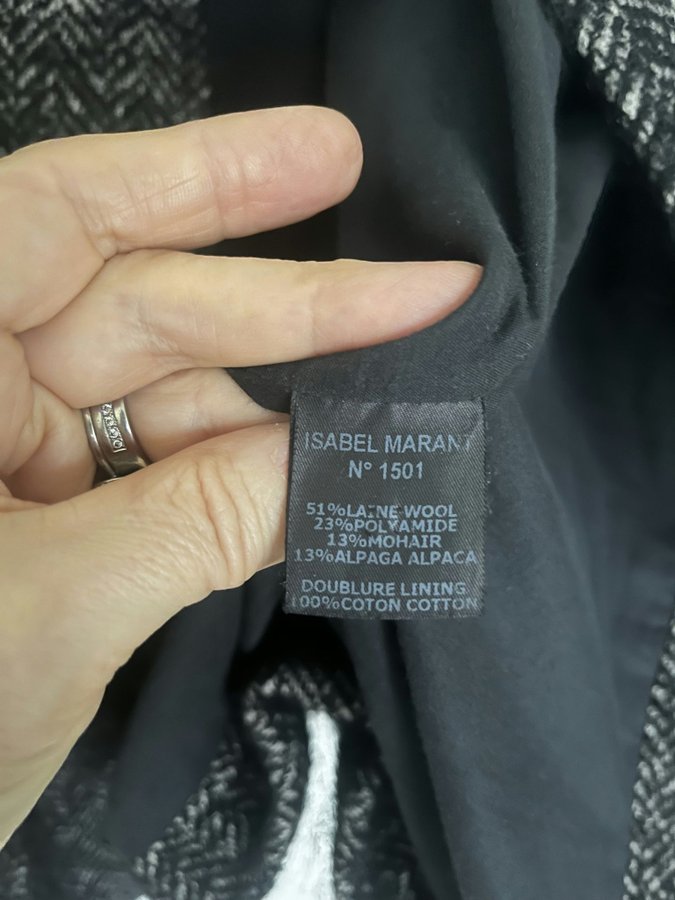 ISABEL MARANT
N° 1501
51%LAINE WOOL
23%POLYAMIDE
13%MOHAIR
13%ALPAGA ALPACA
DOUBLURE LINING
100%COTON COTTON